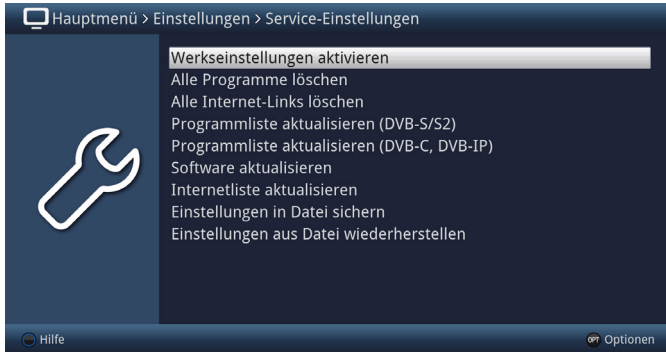 Hauptmenü > Einstellungen > Service-Einstellungen
Werkseinstellungen aktivieren
Alle Programme löschen
Alle Internet-Links löschen
Programmliste aktualisieren (DVB-S/S2)
Programmliste aktualisieren (DVB-C, DVB-IP)
Software aktualisieren
Internetliste aktualisieren
Einstellungen in Datei sichern
Einstellungen aus Datei wiederherstellen
Hilfe
OPT Optionen